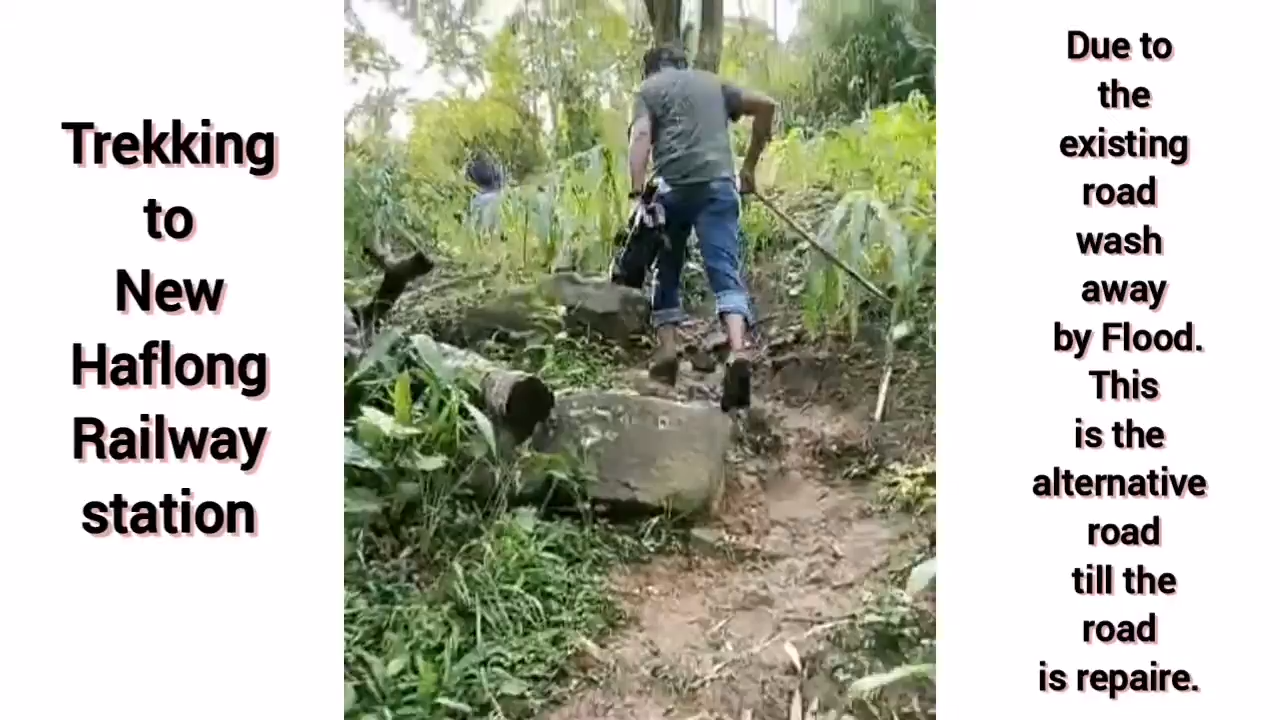 Trekking
to
New
Haflong
Railway
station
Due to
the
existing
road
wash
away
by Flood.
This
is the
alternative
road
till the
road
is repaire.